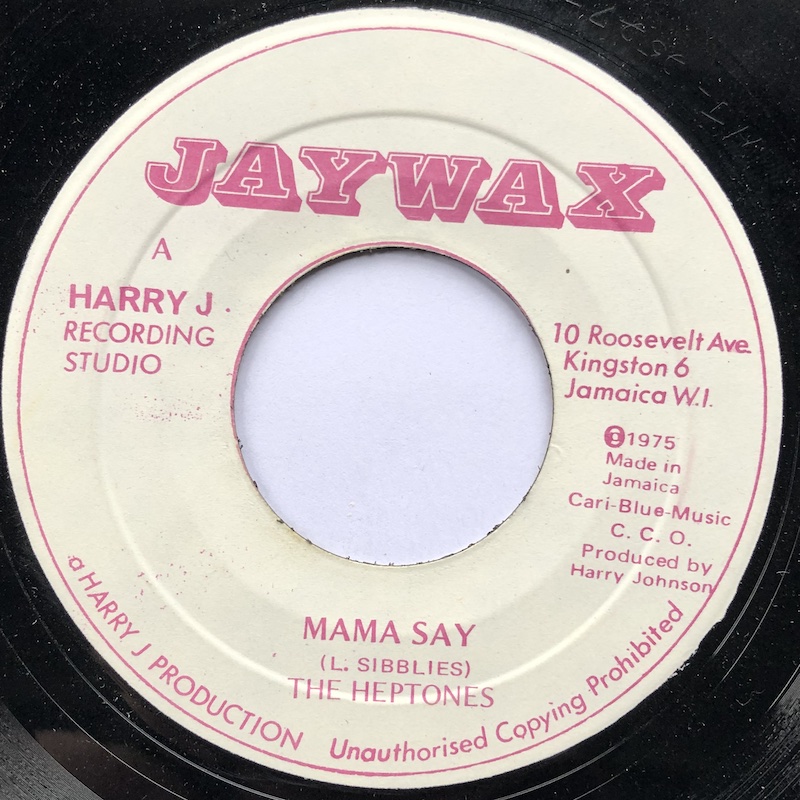 JAYWAX
A
HARRY J
RECORDING
STUDIO
10 Roosevelt Ave.
Kingston 6
Jamaica W.I.
1975
Made in
Jamaica
Cari-Blue-Music
C. C. O.
Produced by
Harry Johnson
MAMA SAY
(L. SIBBLIES)
THE HEPTONES
a HARRY J PRODUCTION
Unauthorised Copying Prohibited